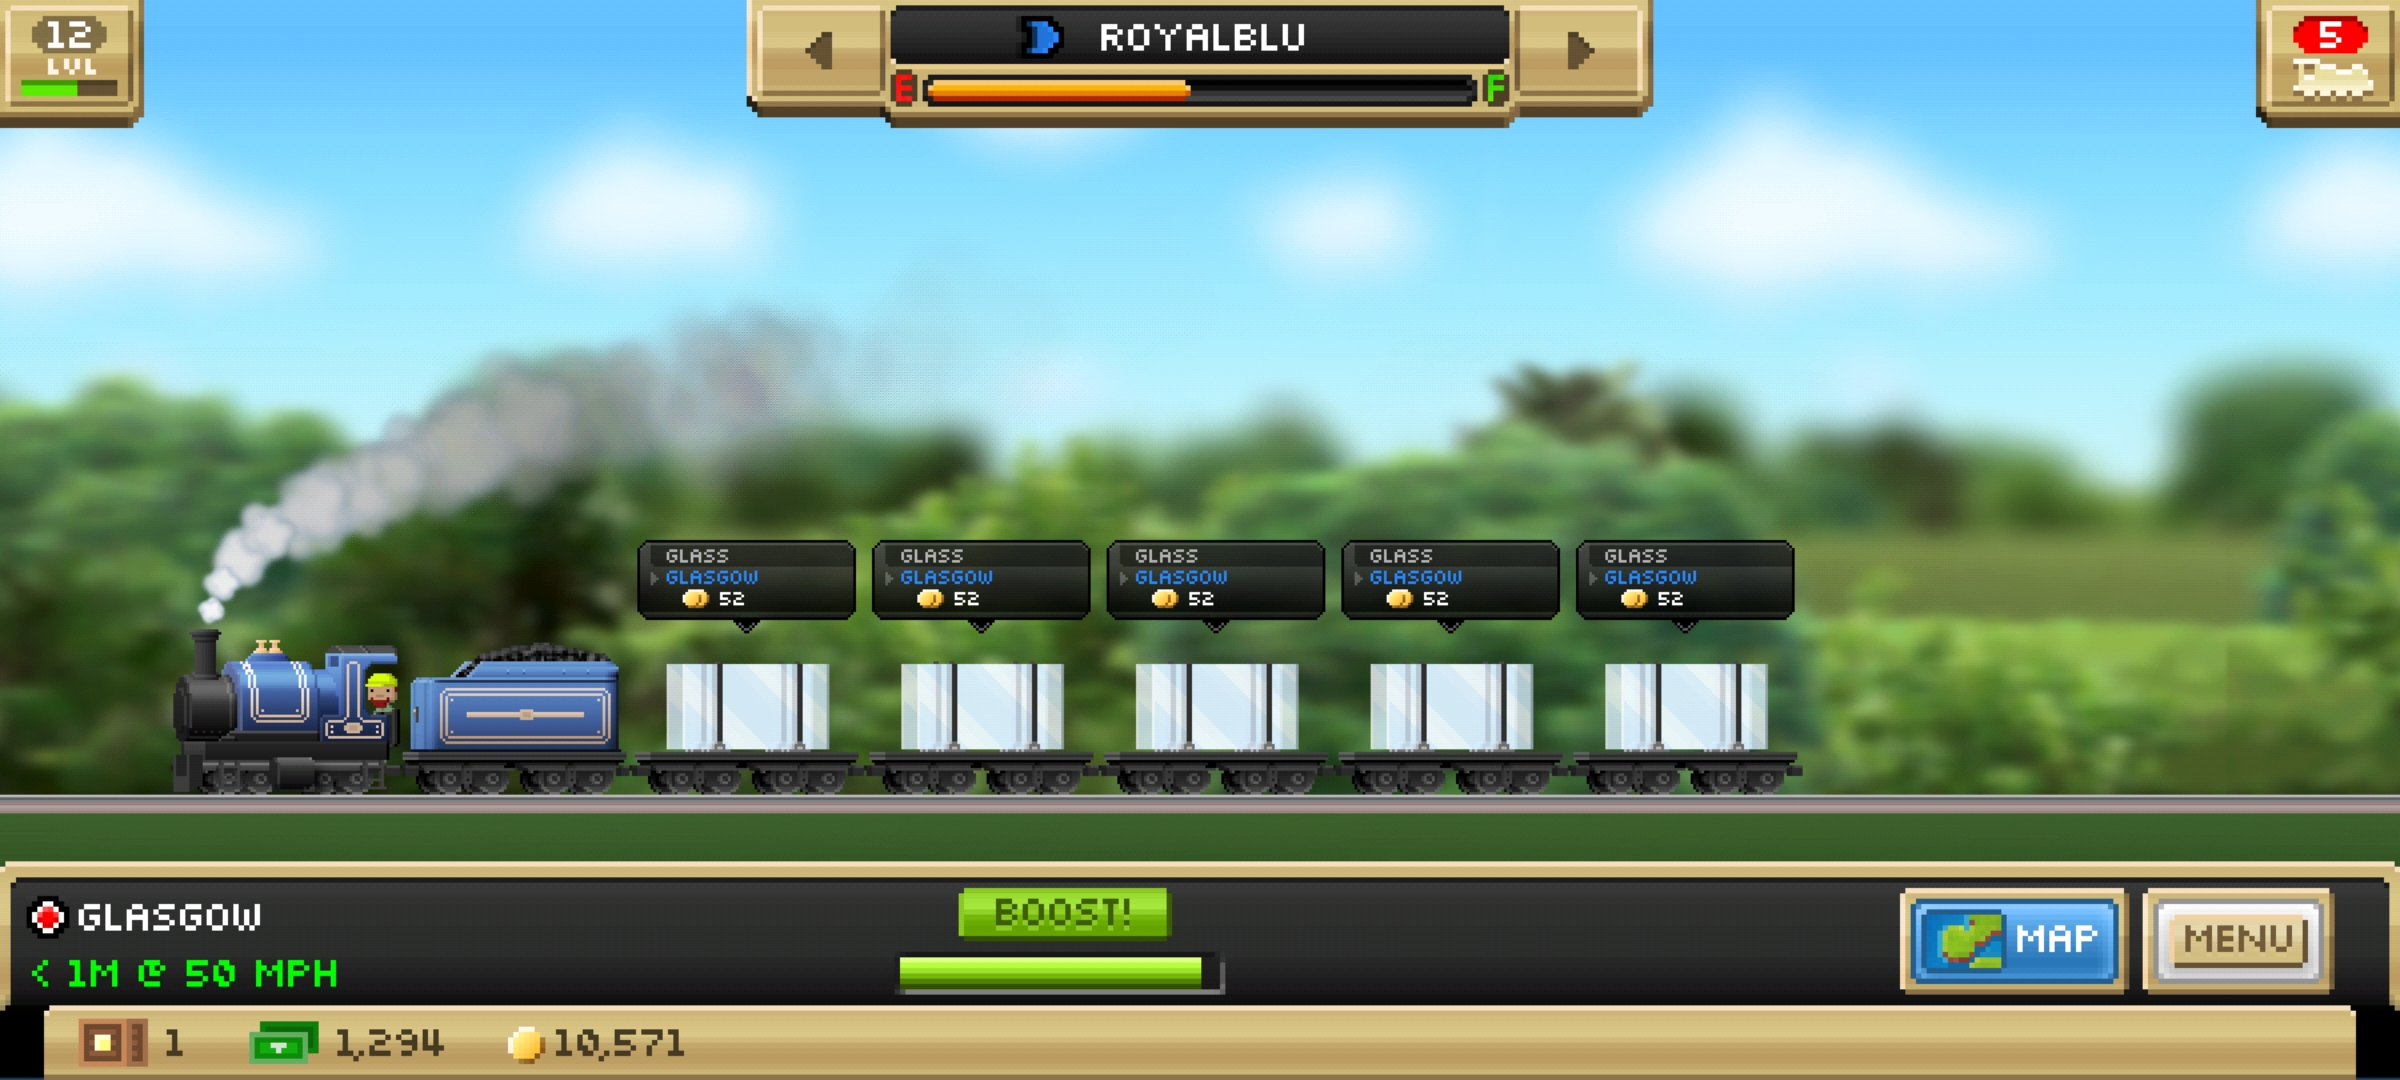 12
LVL
ROYALBLU
E F
5
GLASS
GLASGOW
52
GLASS
GLASGOW
52
GLASS
GLASGOW
52
GLASS
GLASGOW
52
GLASS
GLASGOW
52
GLASGOW
< 1M @ 50 MPH
BOOST!
MAP
MENU
1
1,294
10,571